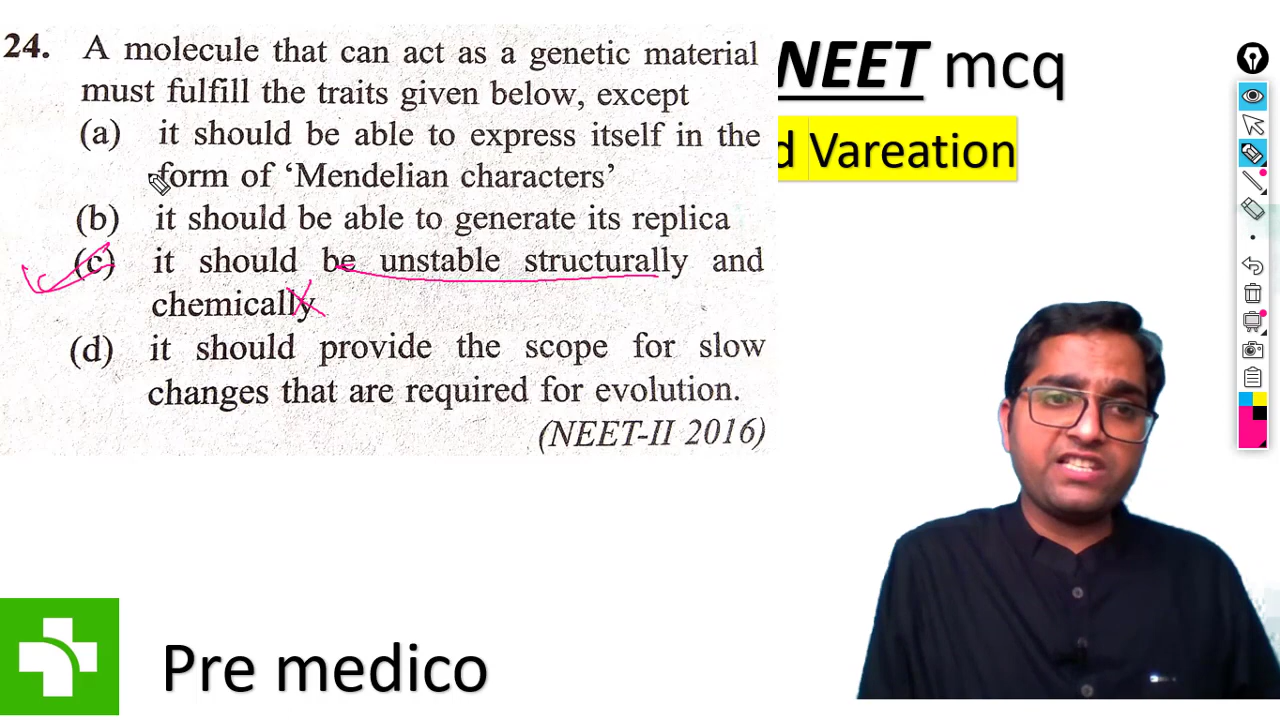 24. A molecule that can act as a genetic material
must fulfill the traits given below, except
(a) it should be able to express itself in the
form of ‘Mendelian characters’
(b) it should be able to generate its replica
(c) it should be unstable structurally and
chemically
(d) it should provide the scope for slow
changes that are required for evolution.
(NEET-II 2016)
NEET mcq
d Vareation
Pre medico